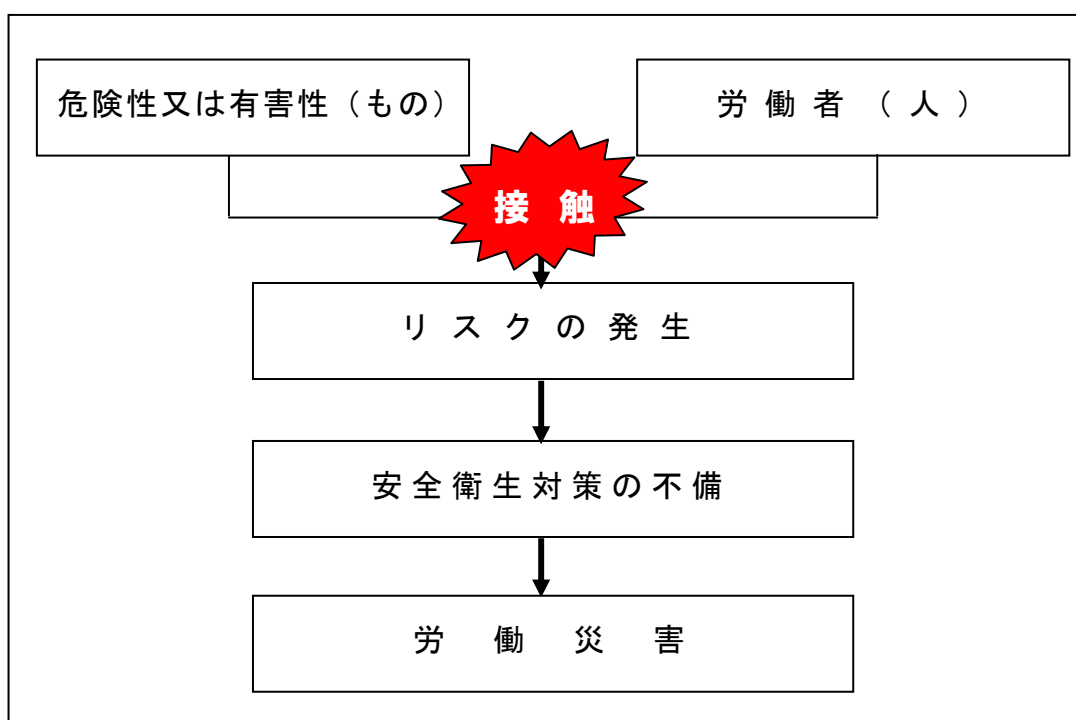 危険性又は有害性（もの）
労働者（人）
接触
リスクの発生
安全衛生対策の不備
労働災害